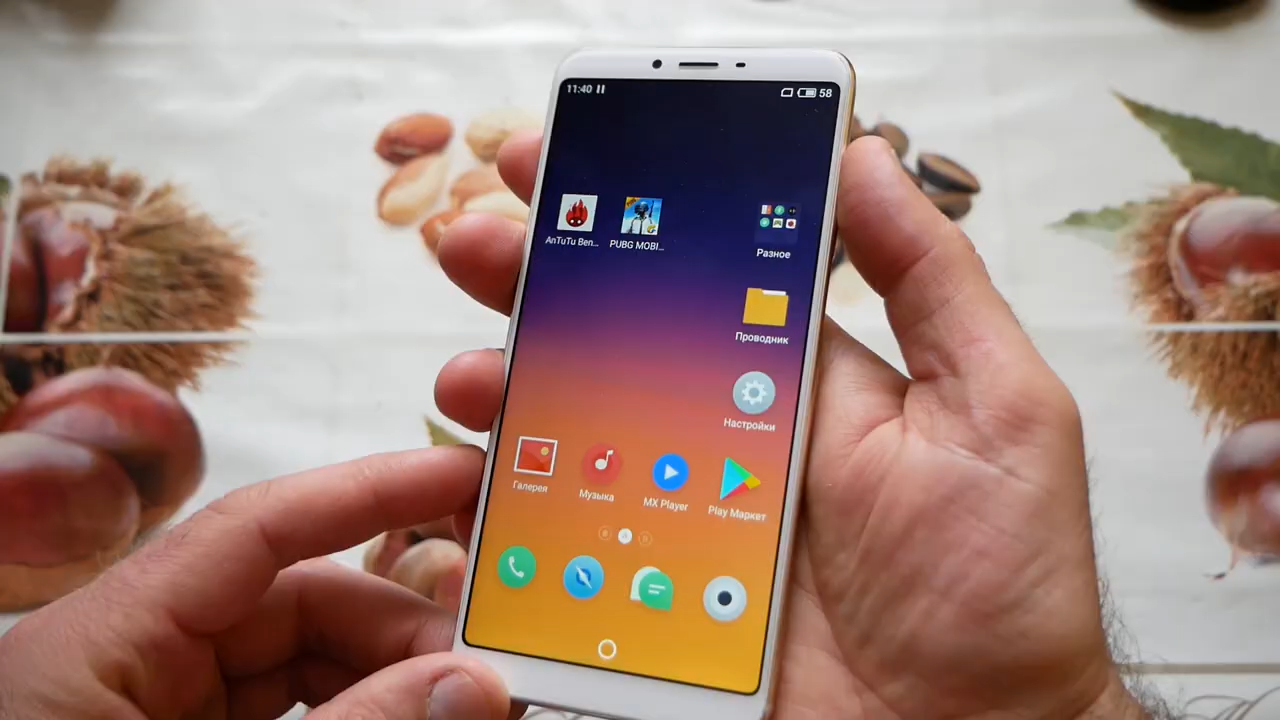 11:40
58
AnTuTu Ben...
PUBG MOBI...
Разное
Проводник
Настройки
Галерея
Музыка
MX Player
Play Маркет
A